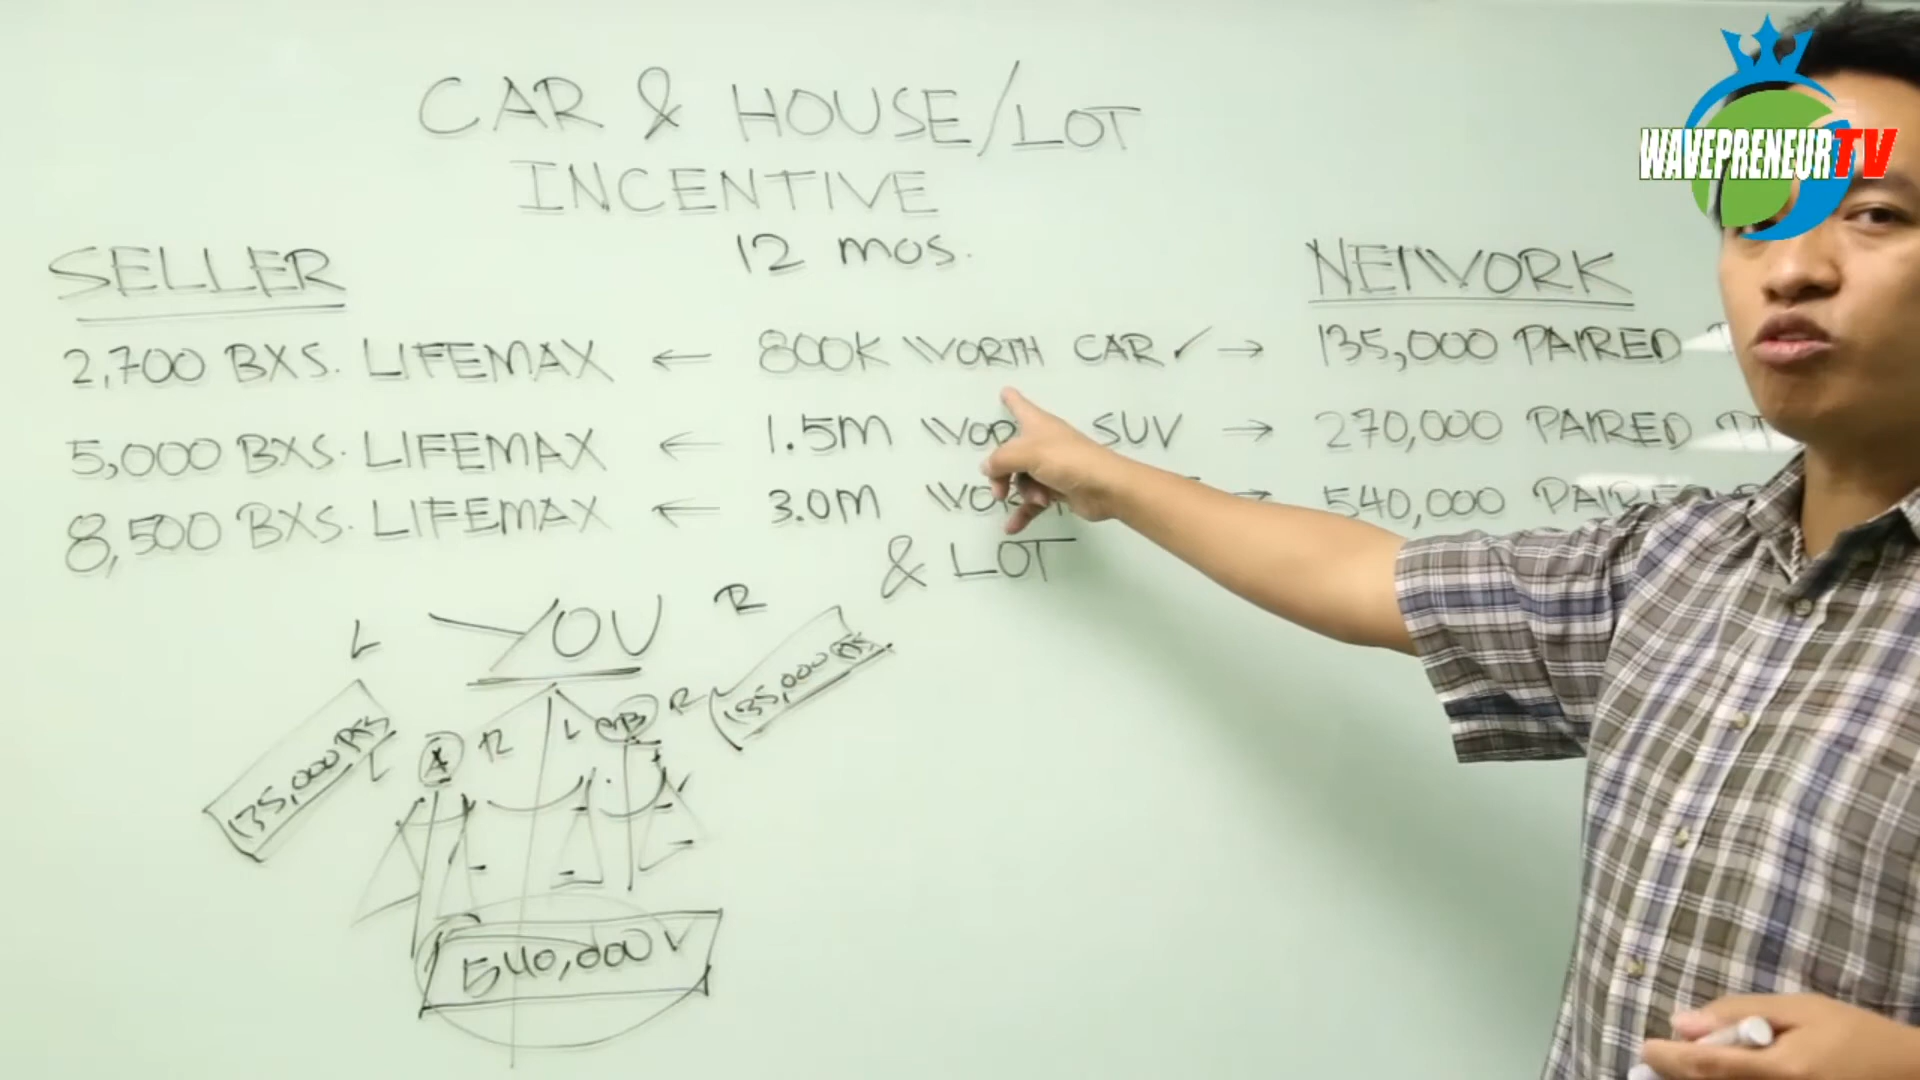 WAVEPRENEURTV
CAR & HOUSE/LOT
INCENTIVE
12 mos.
SELLER
NETWORK
2,700 BXS. LIFEMAX ← 800K WORTH CAR ✓ → 135,000 PAIRED
5,000 BXS. LIFEMAX ← 1.5M SUV → 270,000 PAIRED
8,500 BXS. LIFEMAX ← 3.0M → 540,000
& LOT
L YOU R
135,000 PTS 135,000 PTS
L A R L B R
540,000